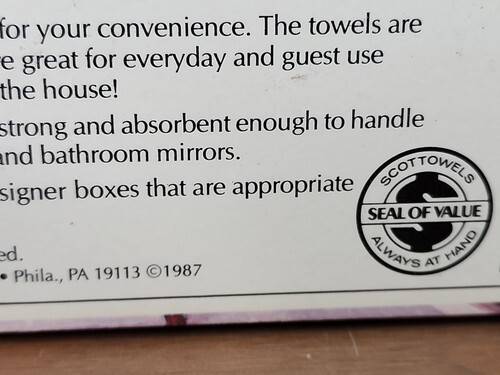 for your convenience. The towels are
re great for everyday and guest use
the house!
strong and absorbent enough to handle
and bathroom mirrors.
signer boxes that are appropriate
SCOTTOWELS
SEAL OF VALUE
ALWAYS AT HAND
ed.
• Phila., PA 19113 ©1987